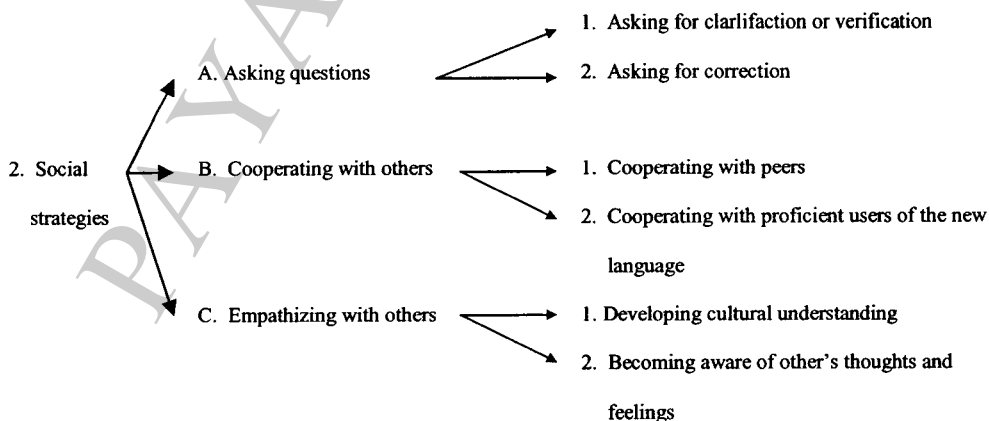 1. Asking for clarlifaction or verification
A. Asking questions
2. Asking for correction
2. Social
strategies
B. Cooperating with others
1. Cooperating with peers
2. Cooperating with proficient users of the new
language
C. Empathizing with others
1. Developing cultural understanding
2. Becoming aware of other's thoughts and
feelings
PAYA